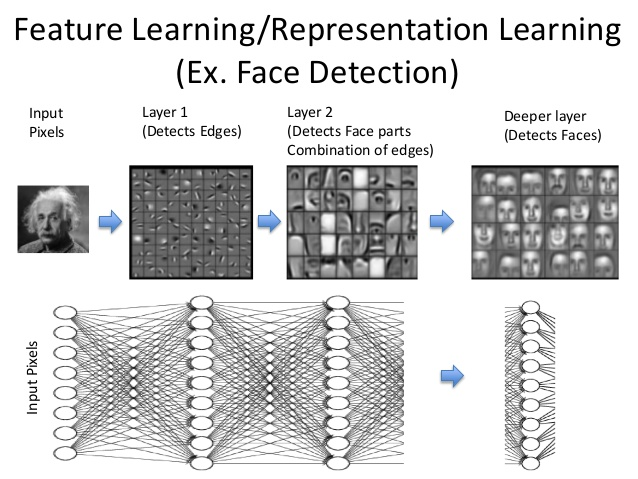 Feature Learning/Representation Learning
(Ex. Face Detection)
Input
Pixels
Layer 1
(Detects Edges)
Layer 2
(Detects Face parts
Combination of edges)
Deeper layer
(Detects Faces)
Input Pixels